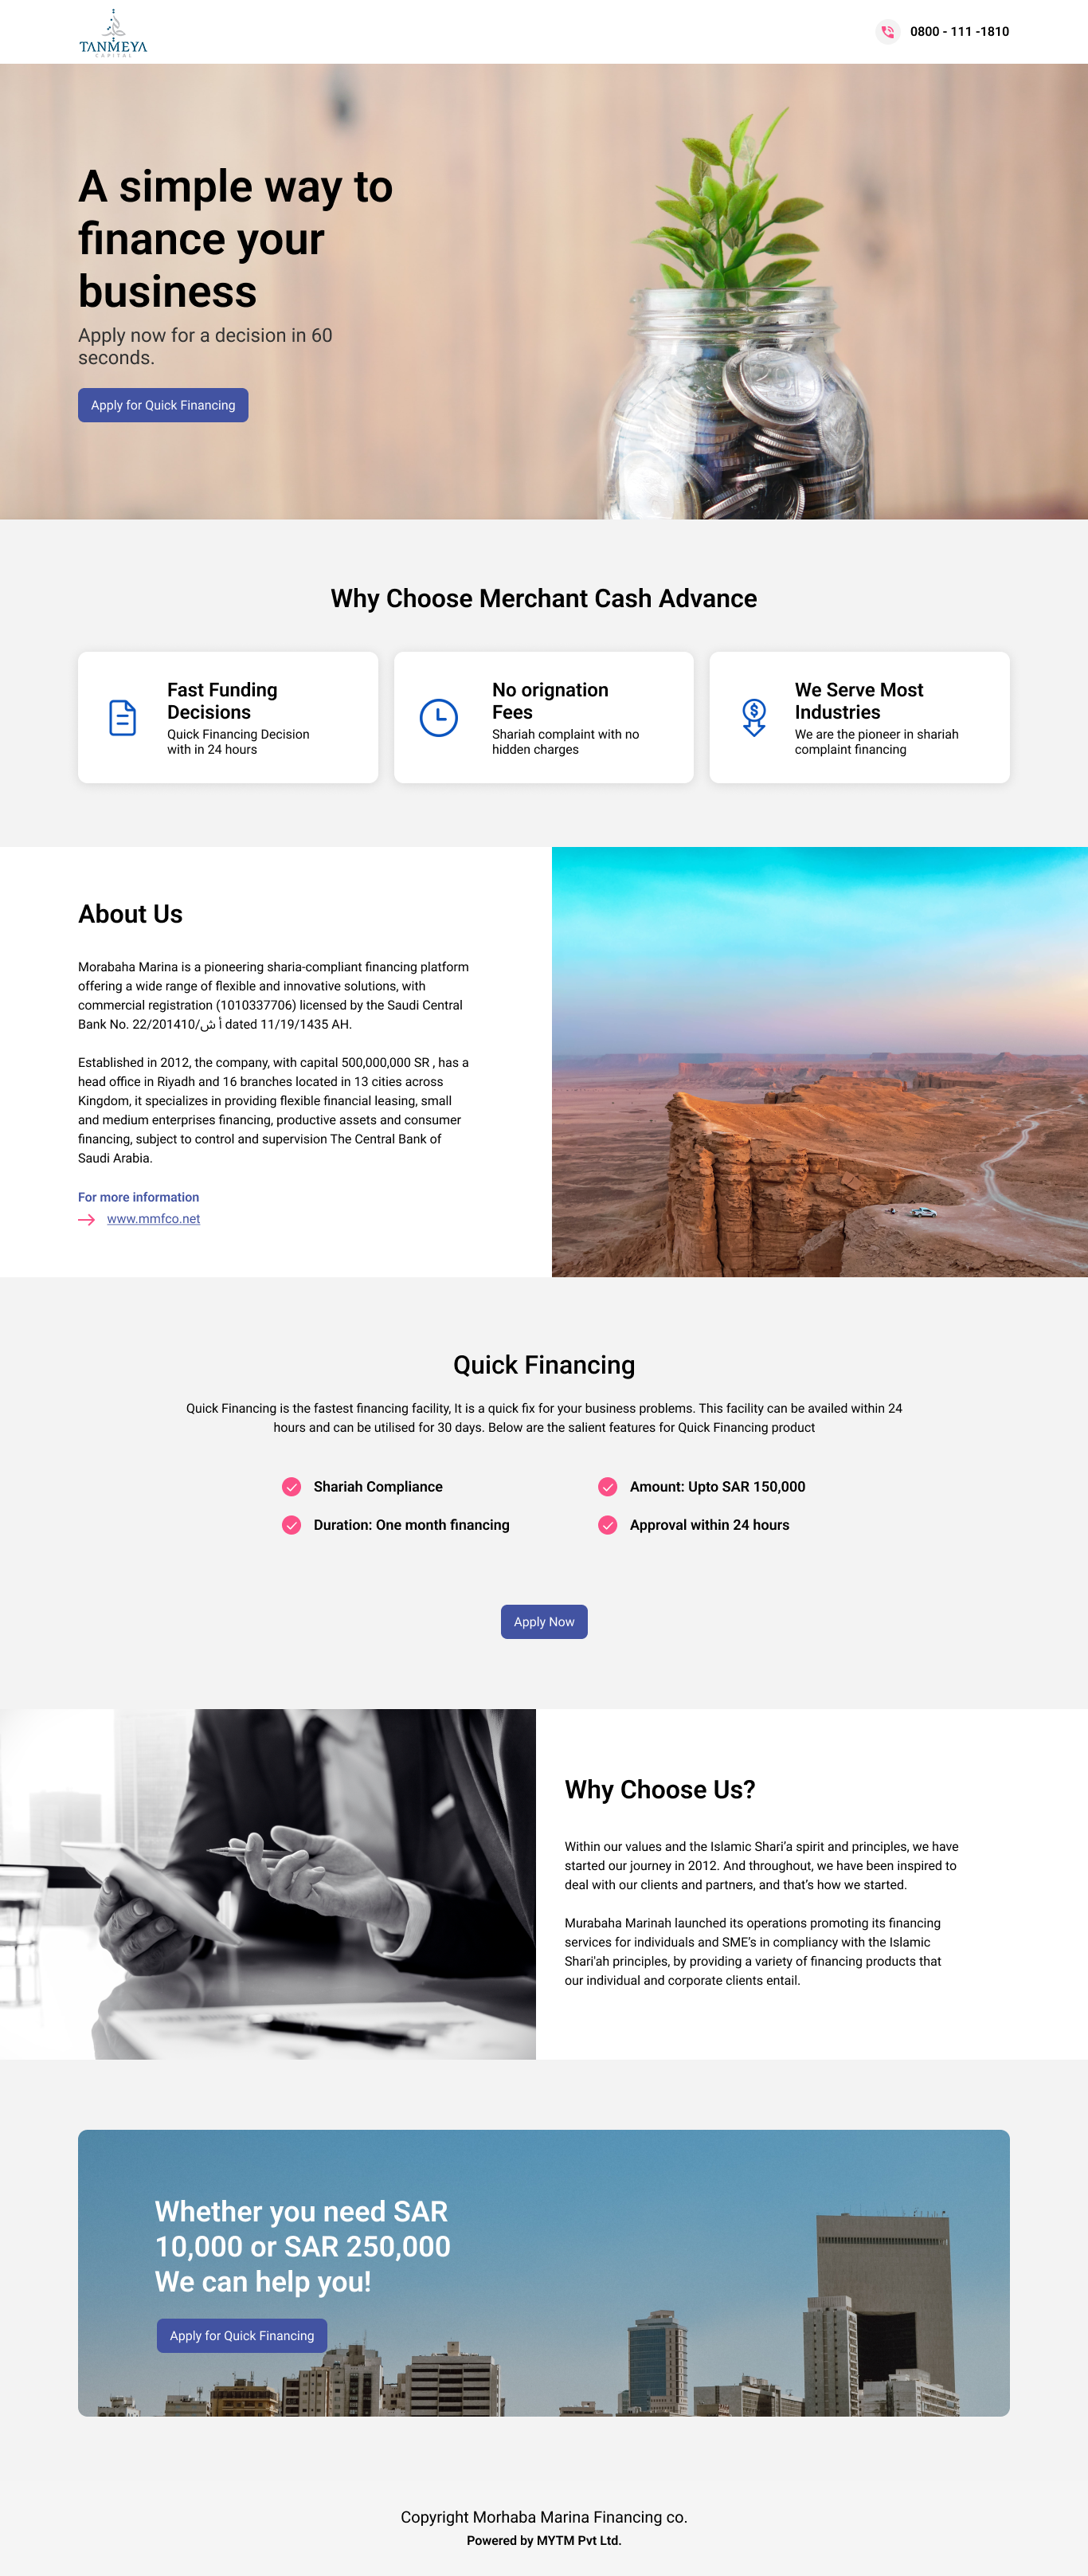 TANMEYA
CAPITAL
0800 - 111 -1810
A simple way to
finance your
business
Apply now for a decision in 60
seconds.
Apply for Quick Financing
Why Choose Merchant Cash Advance
Fast Funding
Decisions
Quick Financing Decision
with in 24 hours
No orignation
Fees
Shariah complaint with no
hidden charges
We Serve Most
Industries
We are the pioneer in shariah
complaint financing
About Us
Morabaha Marina is a pioneering sharia-compliant financing platform
offering a wide range of flexible and innovative solutions, with
commercial registration (1010337706) licensed by the Saudi Central
Bank No. 22/201410/أ ش dated 11/19/1435 AH.
Established in 2012, the company, with capital 500,000,000 SR , has a
head office in Riyadh and 16 branches located in 13 cities across
Kingdom, it specializes in providing flexible financial leasing, small
and medium enterprises financing, productive assets and consumer
financing, subject to control and supervision The Central Bank of
Saudi Arabia.
For more information
www.mmfco.net
Quick Financing
Quick Financing is the fastest financing facility, It is a quick fix for your business problems. This facility can be availed within 24
hours and can be utilised for 30 days. Below are the salient features for Quick Financing product
Shariah Compliance
Amount: Upto SAR 150,000
Duration: One month financing
Approval within 24 hours
Apply Now
Why Choose Us?
Within our values and the Islamic Shari’a spirit and principles, we have
started our journey in 2012. And throughout, we have been inspired to
deal with our clients and partners, and that’s how we started.
Murabaha Marinah launched its operations promoting its financing
services for individuals and SME’s in compliancy with the Islamic
Shari'ah principles, by providing a variety of financing products that
our individual and corporate clients entail.
Whether you need SAR
10,000 or SAR 250,000
We can help you!
Apply for Quick Financing
Copyright Morhaba Marina Financing co.
Powered by MYTM Pvt Ltd.